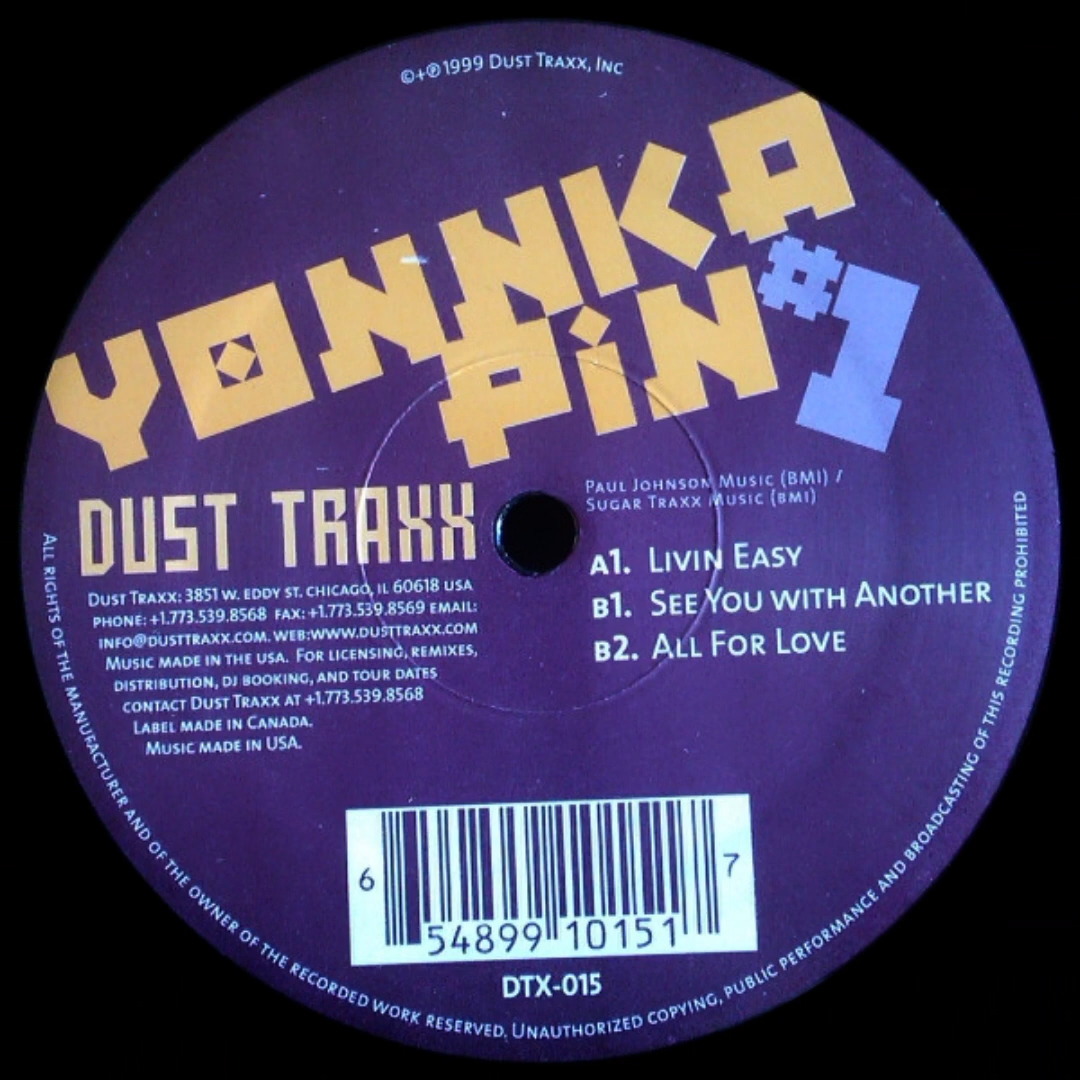 ©+℗1999 Dust Traxx, Inc
YONNKA
PiN #1
DUST TRAXX
Dust Traxx: 3851 W. Eddy St. Chicago, IL 60618 USA
phone: +1.773.539.8568 fax: +1.773.539.8569 email:
info@dusttraxx.com. web:www.dusttraxx.com
Music made in the usa. For licensing, remixes,
distribution, dj booking, and tour dates
contact Dust Traxx at +1.773.539.8568
Label made in Canada.
Music made in USA.
Paul Johnson Music (BMI) /
Sugar Traxx Music (BMI)
A1. Livin Easy
B1. See You with Another
B2. All For Love
6 54899 10151 7
DTX-015
All rights of the manufacturer and of the owner of the recorded work reserved. Unauthorized copying, public performance and broadcasting of this recording prohibited